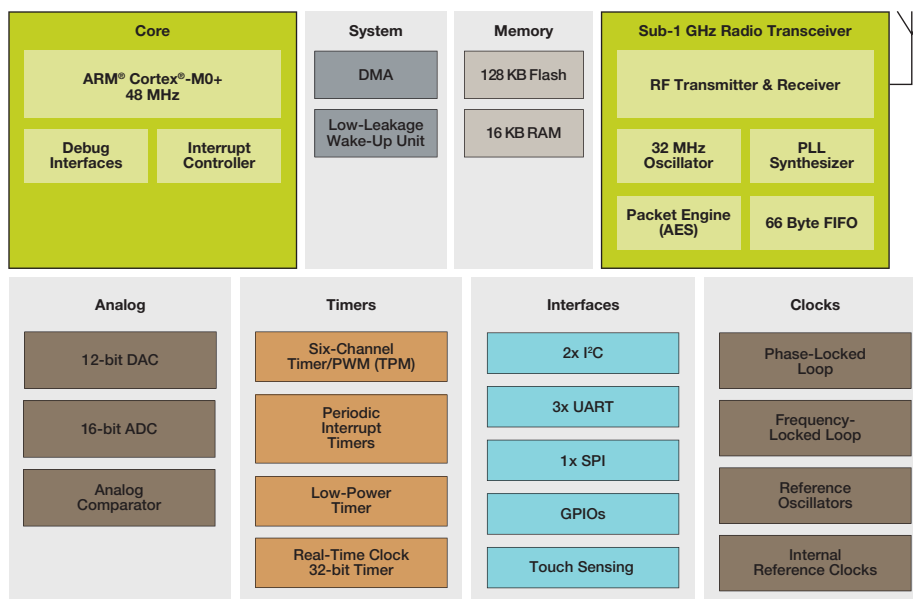 Core
ARM® Cortex®-M0+
48 MHz
Debug
Interfaces
Interrupt
Controller
System
DMA
Low-Leakage
Wake-Up Unit
Memory
128 KB Flash
16 KB RAM
Sub-1 GHz Radio Transceiver
RF Transmitter & Receiver
32 MHz
Oscillator
PLL
Synthesizer
Packet Engine
(AES)
66 Byte FIFO
Analog
12-bit DAC
16-bit ADC
Analog
Comparator
Timers
Six-Channel
Timer/PWM (TPM)
Periodic
Interrupt
Timers
Low-Power
Timer
Real-Time Clock
32-bit Timer
Interfaces
2x I²C
3x UART
1x SPI
GPIOs
Touch Sensing
Clocks
Phase-Locked
Loop
Frequency-
Locked Loop
Reference
Oscillators
Internal
Reference Clocks